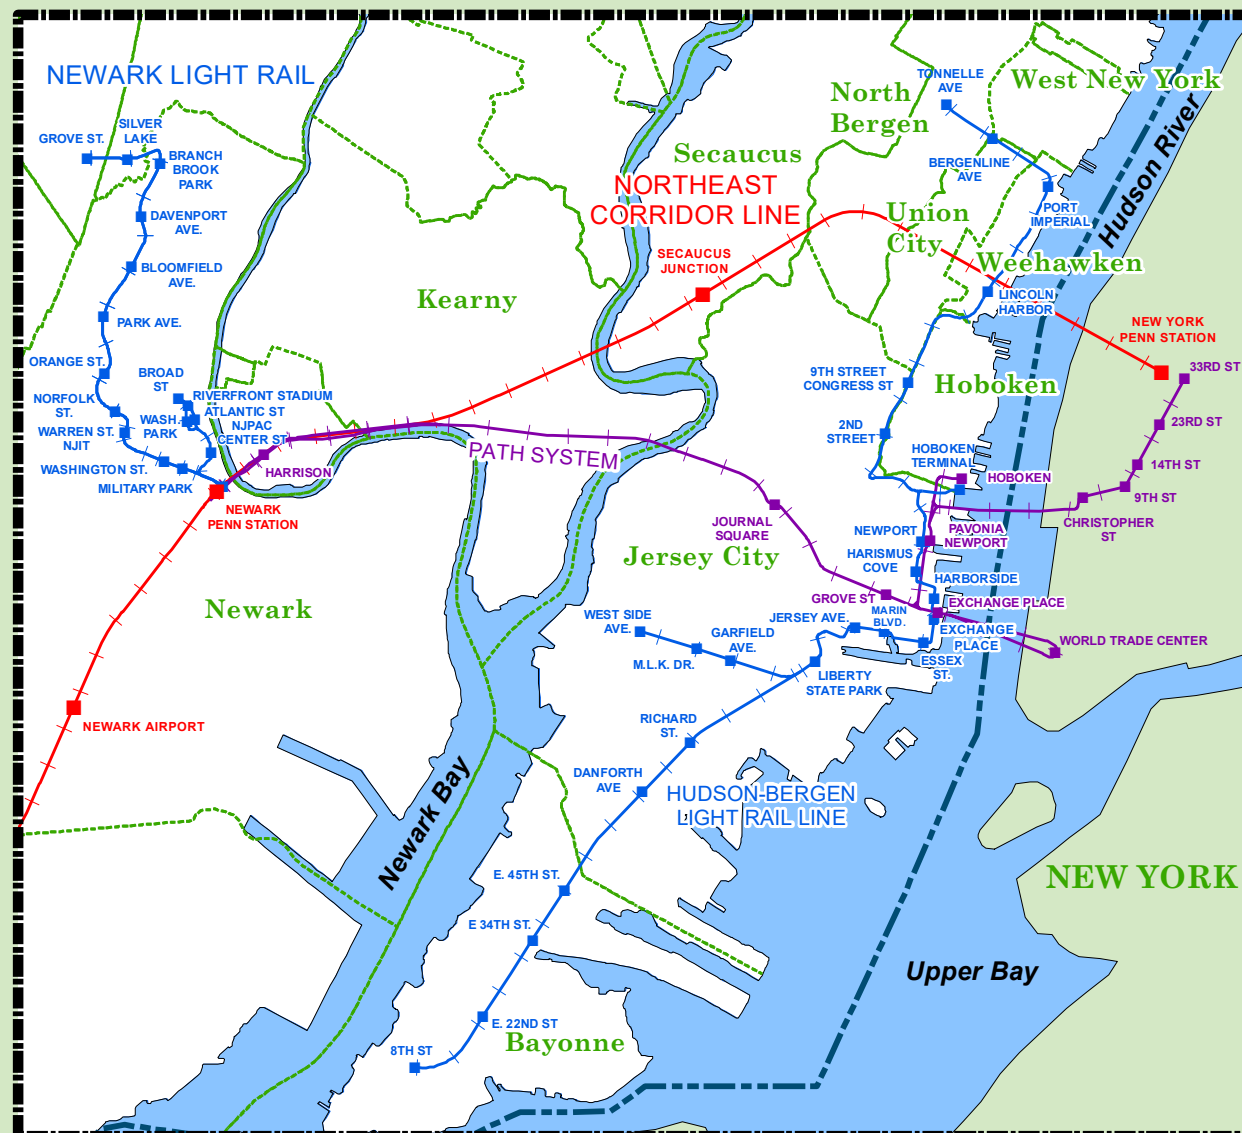 NEWARK LIGHT RAIL
GROVE ST.
SILVER
LAKE
BRANCH
BROOK
PARK
DAVENPORT
AVE.
BLOOMFIELD
AVE.
PARK AVE.
ORANGE ST.
NORFOLK
ST.
WARREN ST.
NJIT
WASHINGTON ST.
MILITARY PARK
BROAD
ST
RIVERFRONT STADIUM
ATLANTIC ST
WASH.
PARK
NJPAC
CENTER ST
HARRISON
NEWARK
PENN STATION
NEWARK AIRPORT
Newark
Kearny
Secaucus
NORTHEAST
CORRIDOR LINE
SECAUCUS
JUNCTION
North
Bergen
TONNELLE
AVE
West New York
BERGENLINE
AVE
PORT
IMPERIAL
Hudson River
Union
City
Weehawken
LINCOLN
HARBOR
NEW YORK
PENN STATION
33RD ST
23RD ST
14TH ST
9TH ST
CHRISTOPHER
ST
9TH STREET
CONGRESS ST
Hoboken
2ND
STREET
HOBOKEN
TERMINAL
HOBOKEN
PATH SYSTEM
JOURNAL
SQUARE
Jersey City
NEWPORT
PAVONIA
NEWPORT
HARISMUS
COVE
HARBORSIDE
GROVE ST
EXCHANGE PLACE
MARIN
BLVD.
JERSEY AVE.
EXCHANGE
PLACE
WORLD TRADE CENTER
ESSEX
ST.
WEST SIDE
AVE.
GARFIELD
AVE.
M.L.K. DR.
LIBERTY
STATE PARK
RICHARD
ST.
DANFORTH
AVE
HUDSON-BERGEN
LIGHT RAIL LINE
Newark Bay
E. 45TH ST.
E 34TH ST.
E. 22ND ST
8TH ST
Bayonne
Upper Bay
NEW YORK